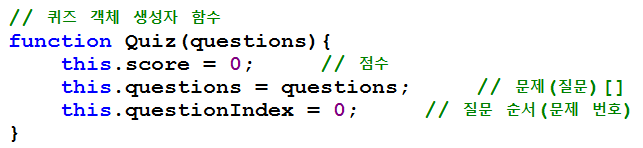 // 퀴즈 객체 생성자 함수
function Quiz(questions){
    this.score = 0;     // 점수
    this.questions = questions;     // 문제(질문)[]
    this.questionIndex = 0;     // 질문 순서(문제 번호)
}